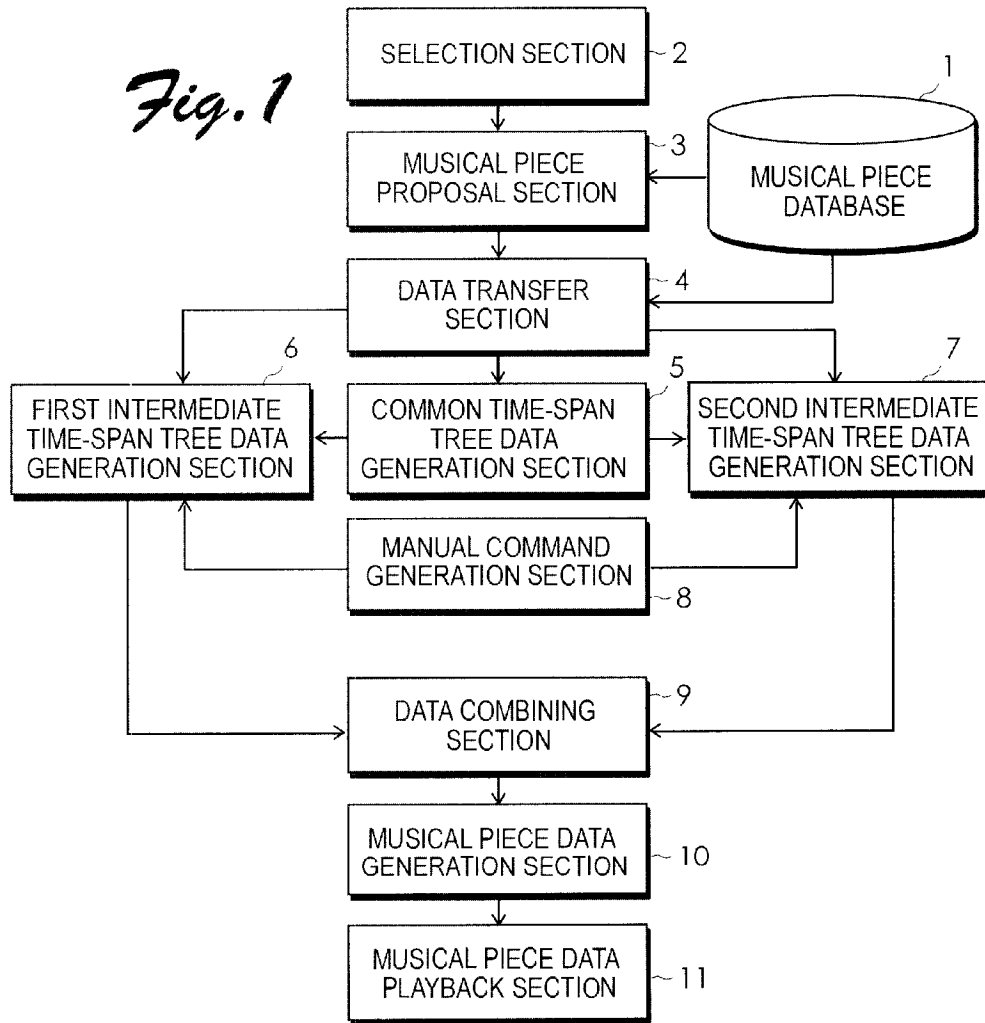 Fig. 1
SELECTION SECTION
2
1
MUSICAL PIECE
DATABASE
3
MUSICAL PIECE
PROPOSAL SECTION
4
DATA TRANSFER
SECTION
6
FIRST INTERMEDIATE
TIME-SPAN TREE DATA
GENERATION SECTION
5
COMMON TIME-SPAN
TREE DATA
GENERATION SECTION
7
SECOND INTERMEDIATE
TIME-SPAN TREE DATA
GENERATION SECTION
MANUAL COMMAND
GENERATION SECTION
8
9
DATA COMBINING
SECTION
MUSICAL PIECE DATA
GENERATION SECTION
10
MUSICAL PIECE DATA
PLAYBACK SECTION
11